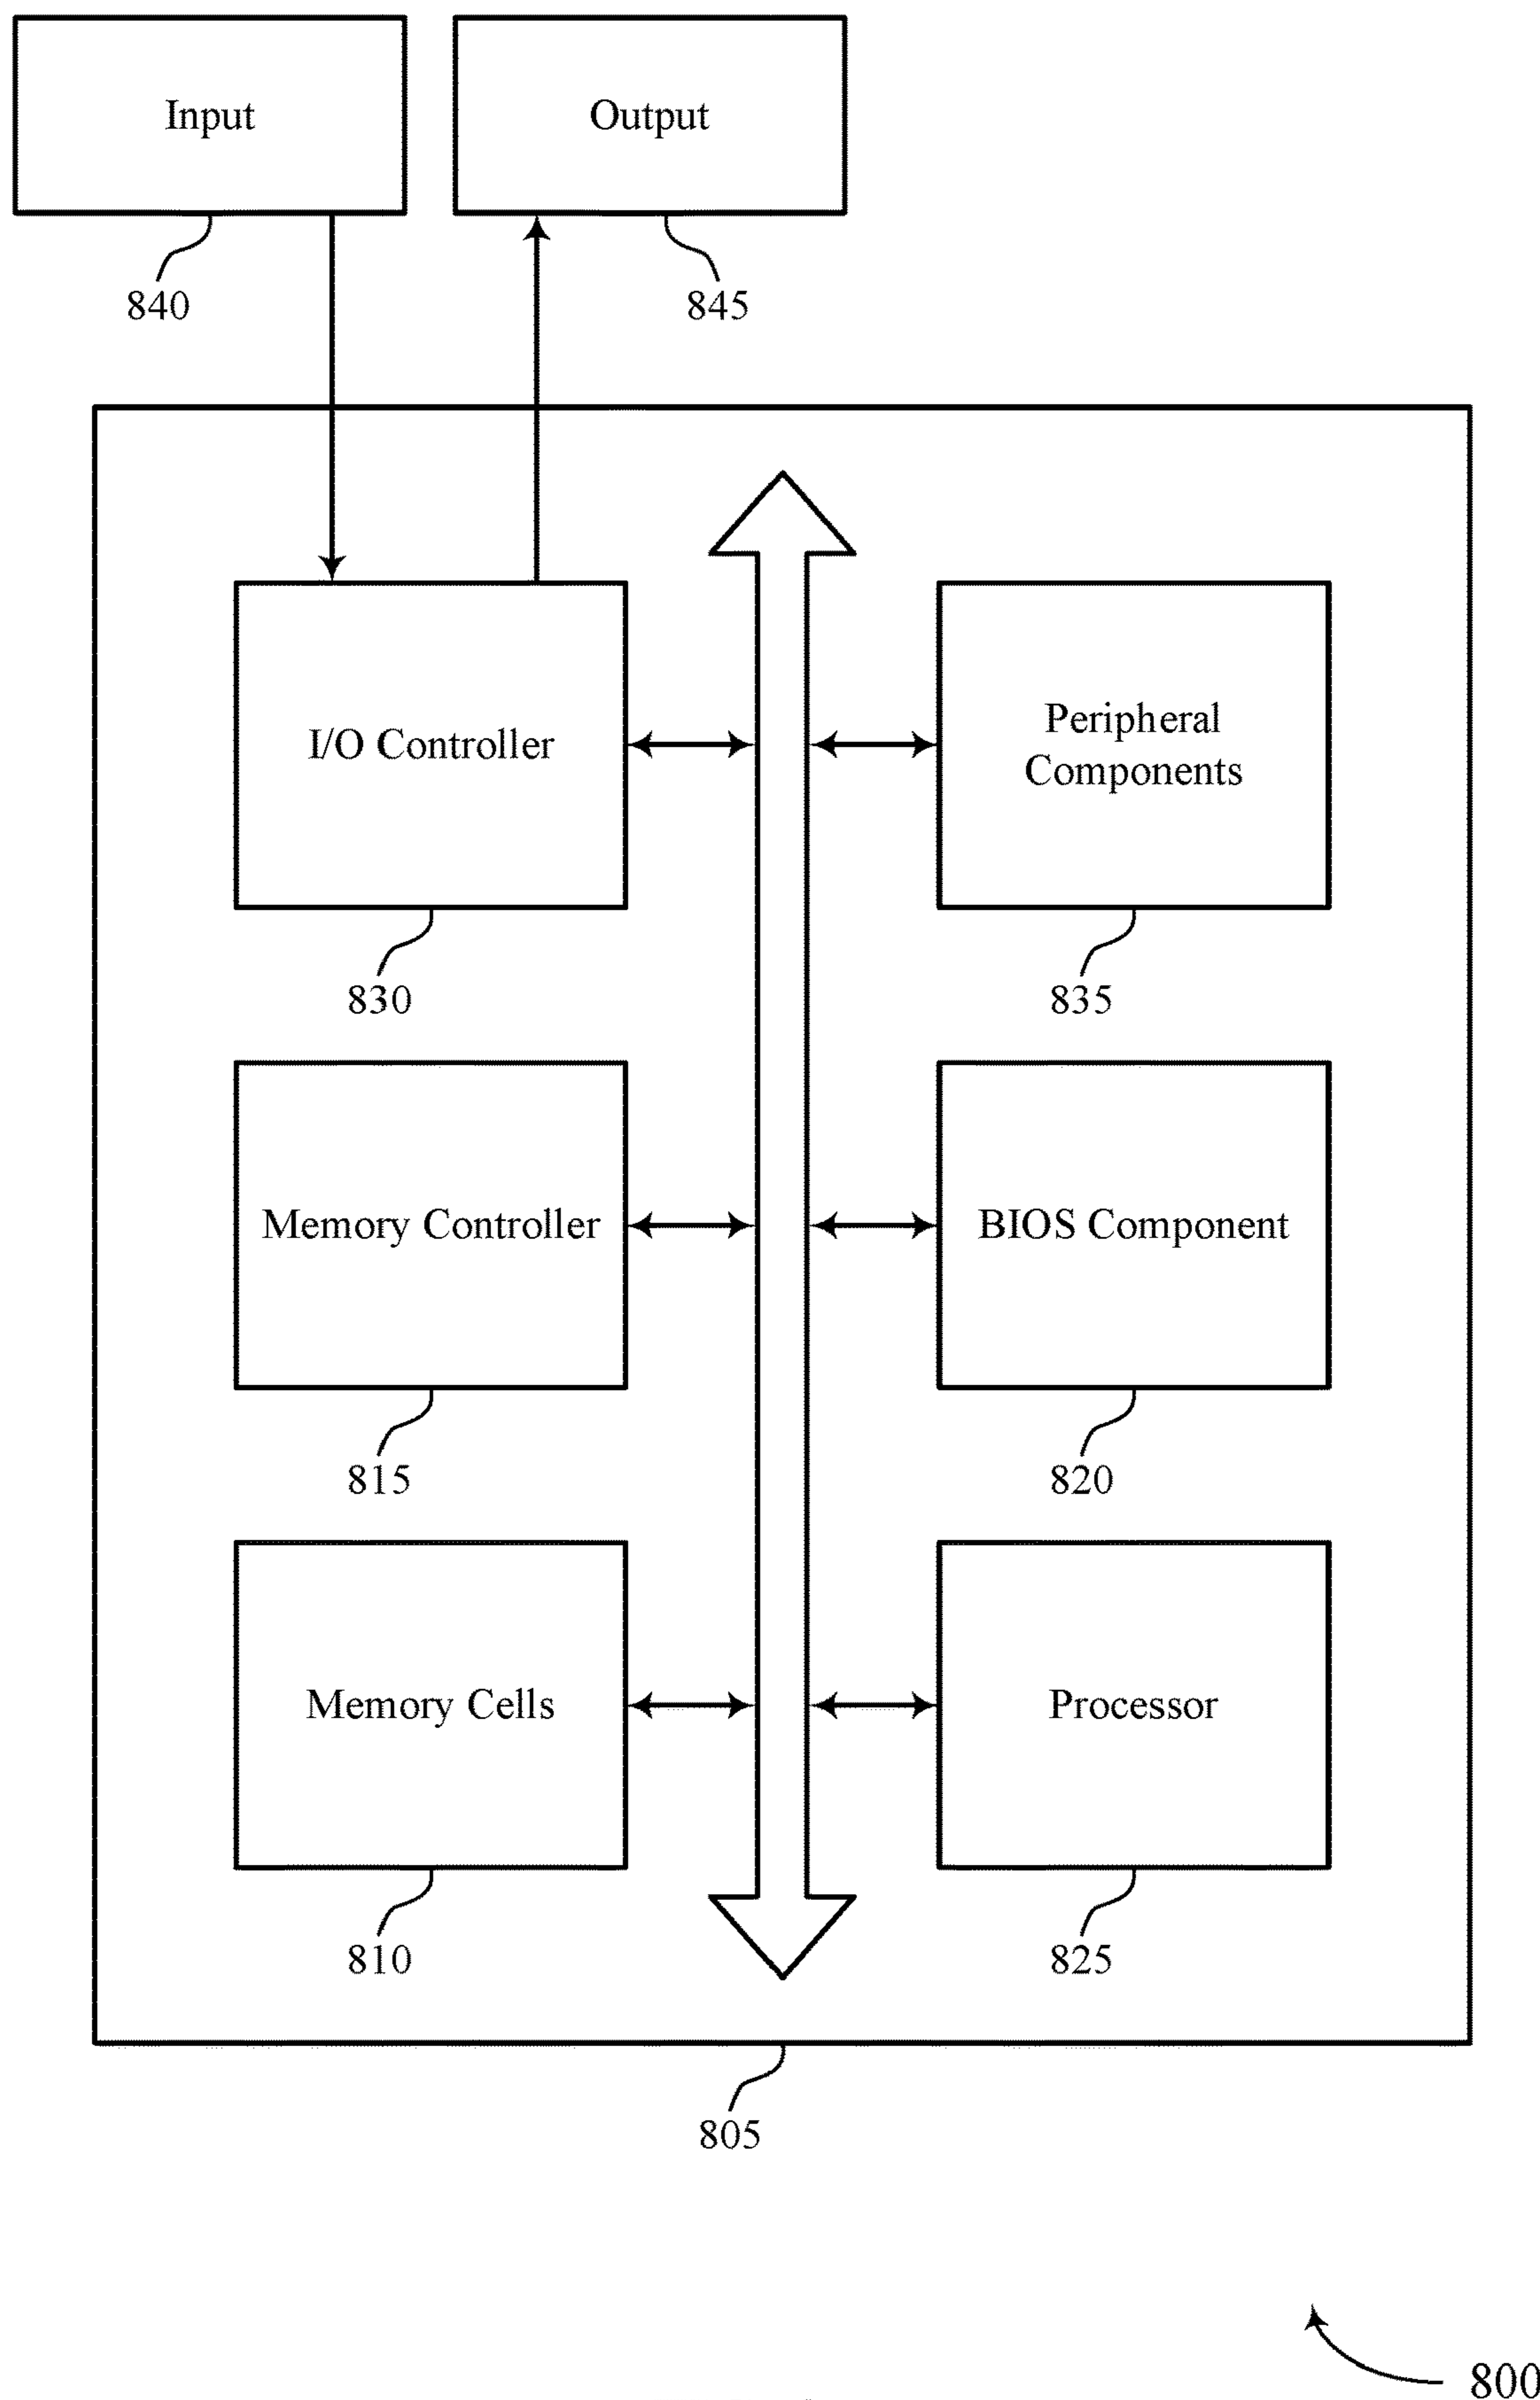 Input
Output
840
845
I/O Controller
Peripheral
Components
830
835
Memory Controller
BIOS Component
815
820
Memory Cells
Processor
810
825
805
800